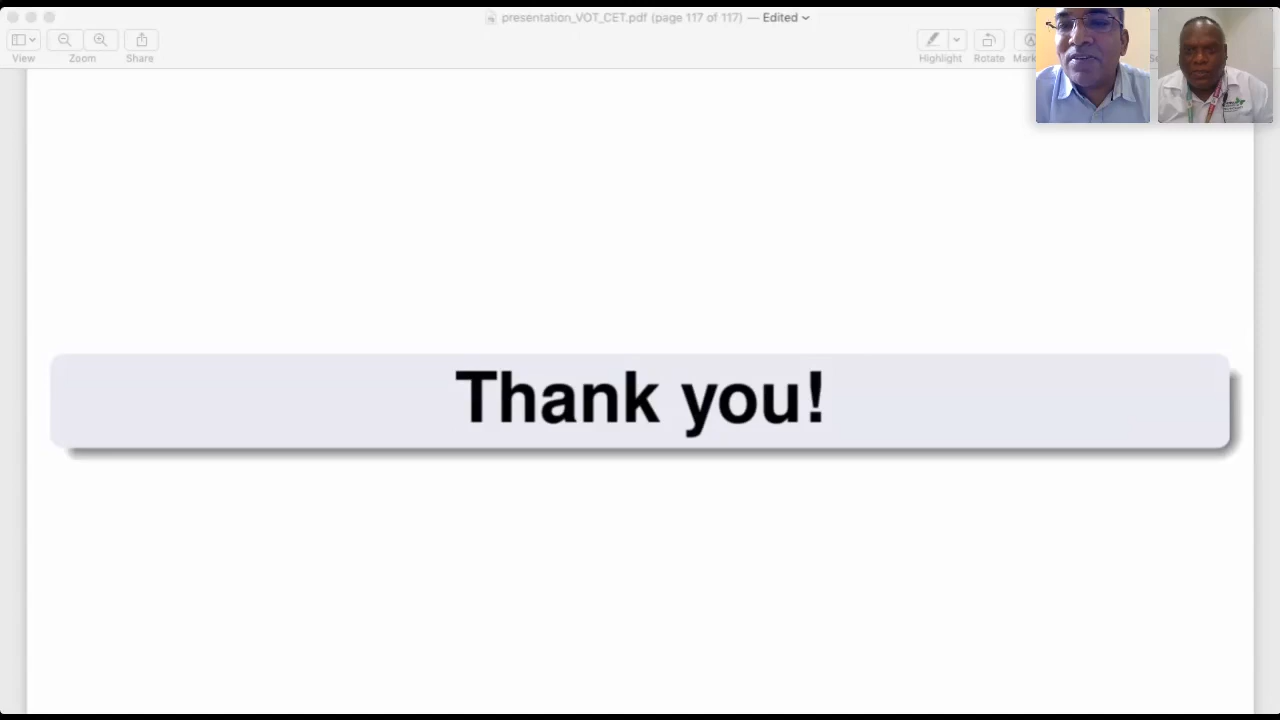 presentation_VOT_CET.pdf (page 117 of 117) — Edited
View
Zoom
Share
Highlight
Rotate
Thank you!